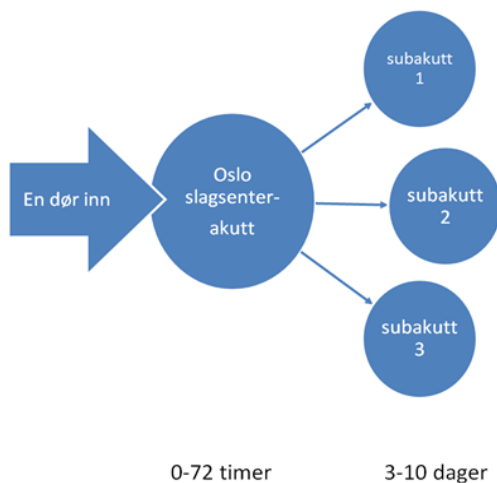 En dør inn
Oslo
slagsenter-
akutt
subakutt
1
subakutt
2
subakutt
3
0-72 timer
3-10 dager